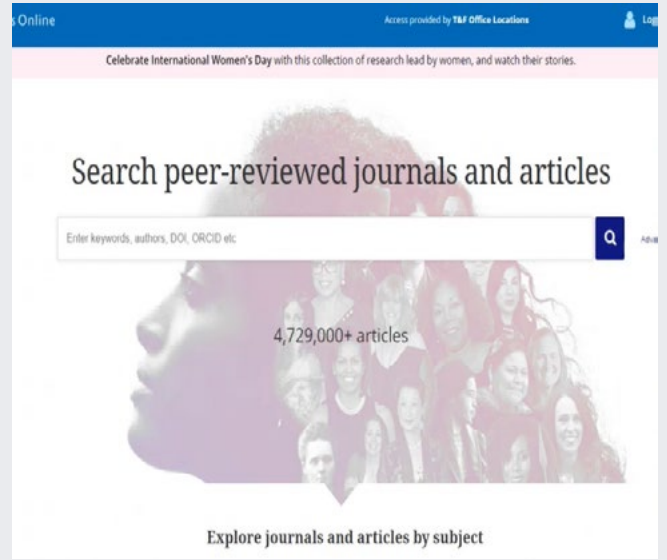 s Online
Access provided by T&F Office Locations
Log
Celebrate International Women's Day with this collection of research lead by women, and watch their stories.
Search peer-reviewed journals and articles
Enter keywords, authors, DOI, ORCID etc
Adva
4,729,000+ articles
Explore journals and articles by subject